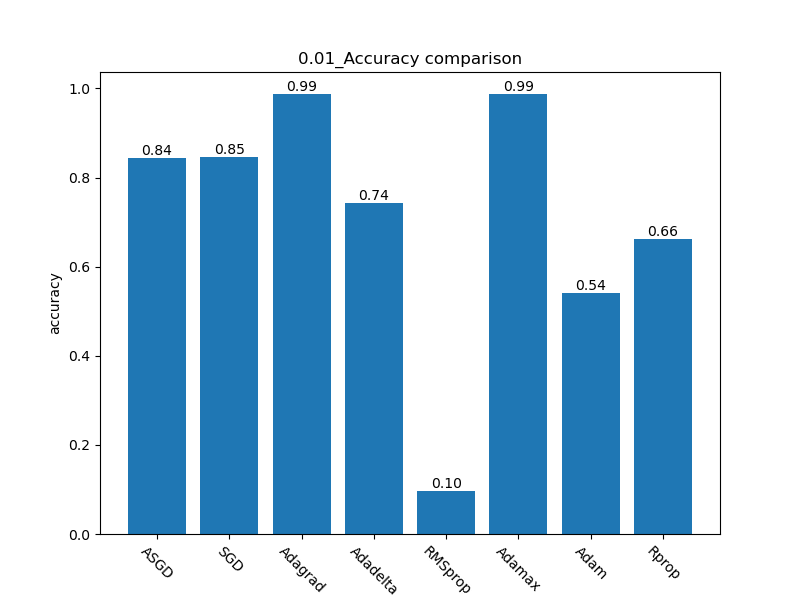 0.01_Accuracy comparison
accuracy
1.0
0.8
0.6
0.4
0.2
0.0
0.84
0.85
0.99
0.74
0.10
0.99
0.54
0.66
ASGD
SGD
Adagrad
Adadelta
RMSprop
Adamax
Adam
Rprop